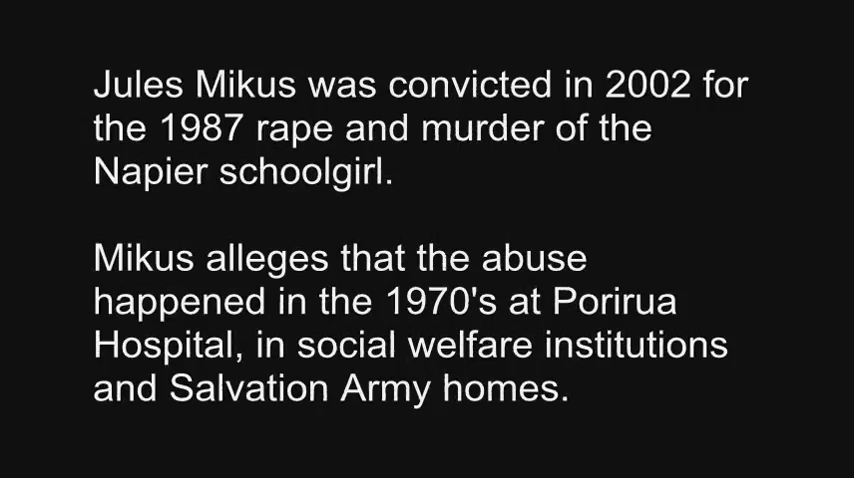 Jules Mikus was convicted in 2002 for
the 1987 rape and murder of the
Napier schoolgirl.
Mikus alleges that the abuse
happened in the 1970's at Porirua
Hospital, in social welfare institutions
and Salvation Army homes.